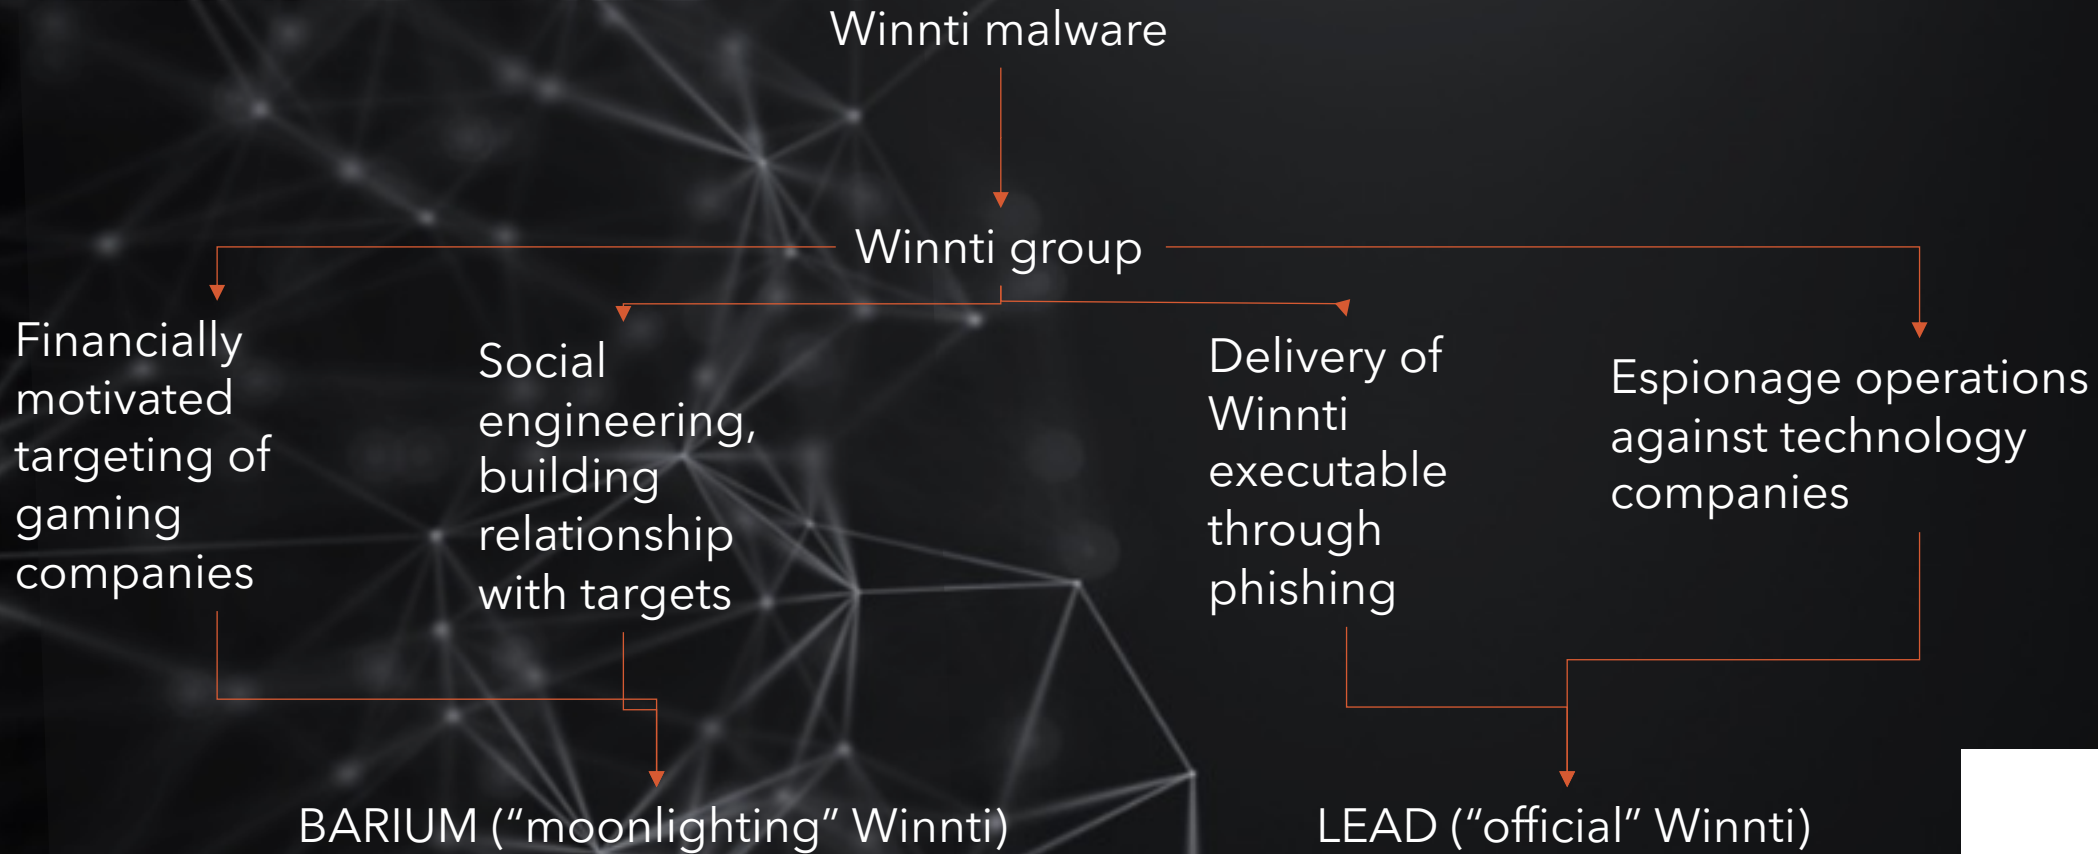 Winnti malware
Winnti group
Financially
motivated
targeting of
gaming
companies
Social
engineering,
building
relationship
with targets
Delivery of
Winnti
executable
through
phishing
Espionage operations
against technology
companies
BARIUM (“moonlighting” Winnti)
LEAD (“official” Winnti)